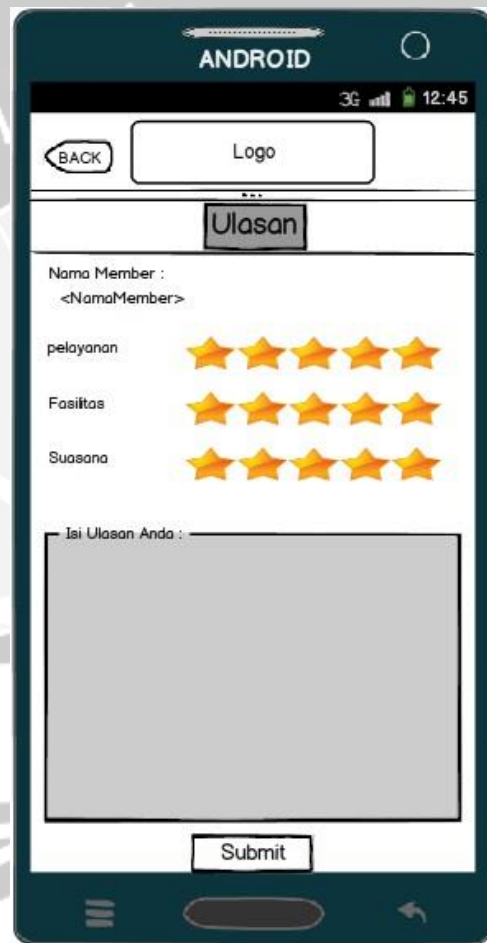 ANDROID
3G 12:45
BACK
Logo
Ulasan
Nama Member :
<NamaMember>
pelayanan
Fasilitas
Suasana
Isi Ulasan Anda :
Submit